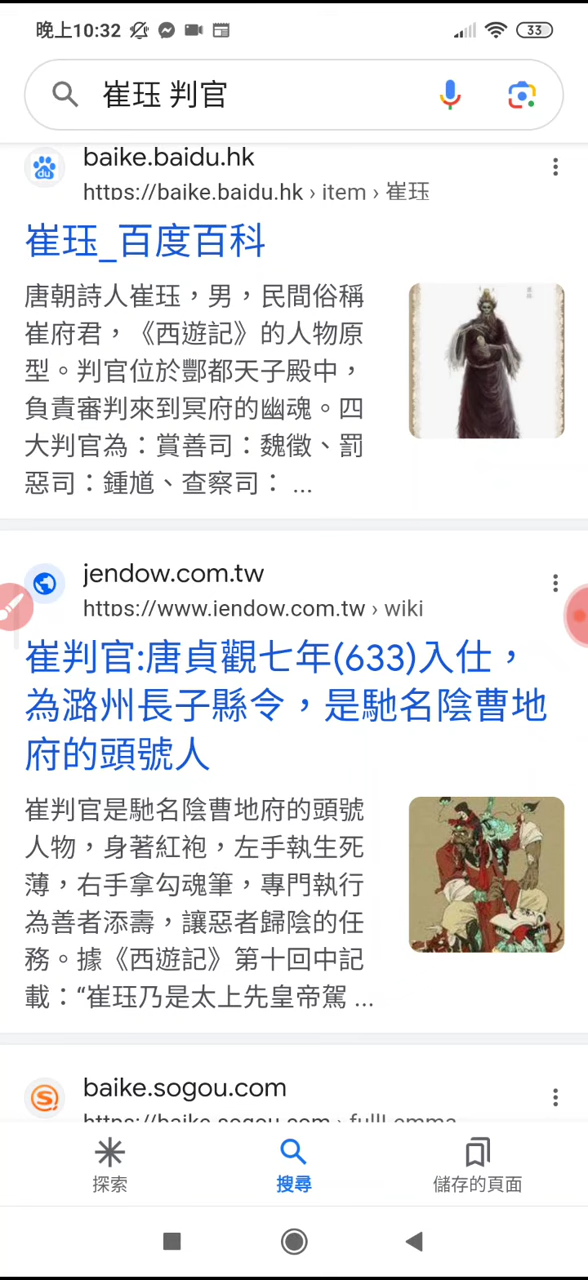 晚上10:32
33
崔珏 判官
baike.baidu.hk
https://baike.baidu.hk › item › 崔珏
崔珏_百度百科
唐朝詩人崔珏，男，民間俗稱
崔府君，《西遊記》的人物原
型。判官位於酆都天子殿中，
負責審判來到冥府的幽魂。四
大判官為：賞善司：魏徵、罰
惡司：鍾馗、查察司： ...
jendow.com.tw
https://www.jendow.com.tw › wiki
崔判官:唐貞觀七年(633)入仕，
為潞州長子縣令，是馳名陰曹地
府的頭號人
崔判官是馳名陰曹地府的頭號
人物，身著紅袍，左手執生死
薄，右手拿勾魂筆，專門執行
為善者添壽，讓惡者歸陰的任
務。據《西遊記》第十回中記
載：“崔珏乃是太上先皇帝駕 ...
baike.sogou.com
https://baike.sogou.com › fullLemma
探索
搜尋
儲存的頁面